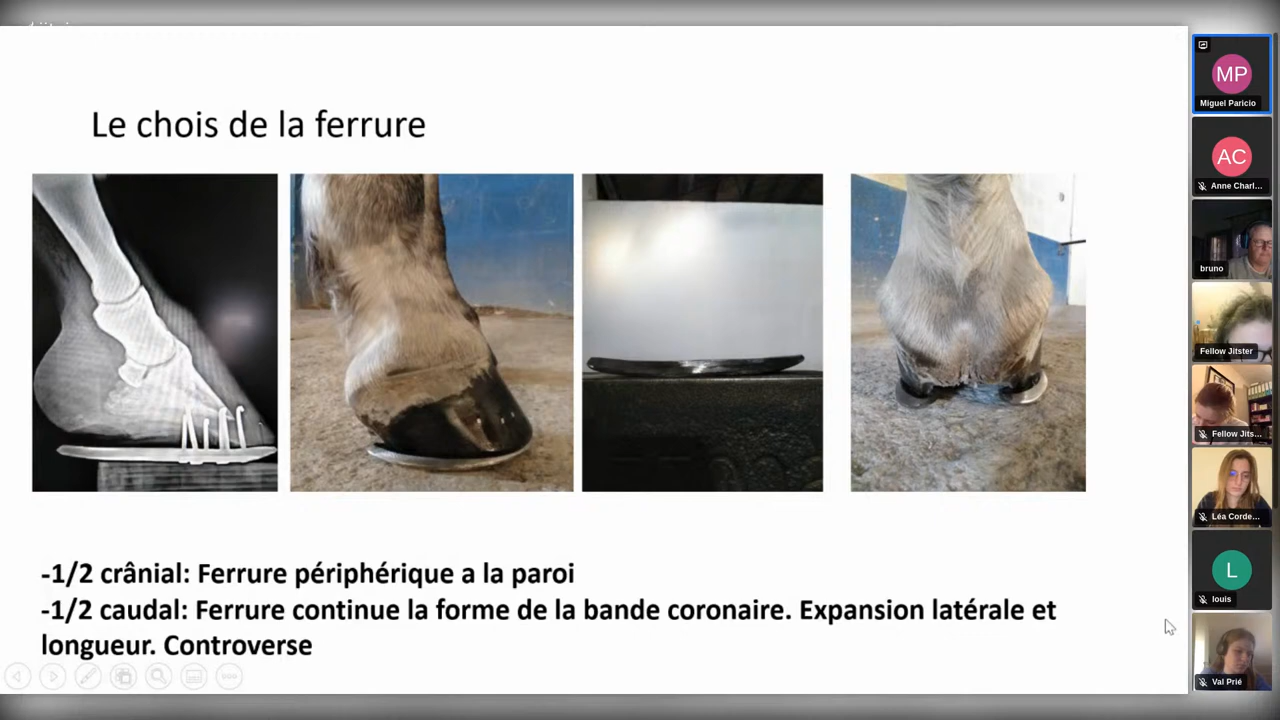 Le chois de la ferrure
-1/2 crânial: Ferrure périphérique a la paroi
-1/2 caudal: Ferrure continue la forme de la bande coronaire. Expansion latérale et
longueur. Controverse
MP
Miguel Paricio
AC
Anne Charl...
bruno
Fellow Jitster
Fellow Jits...
Léa Corde...
L
louis
Val Prié